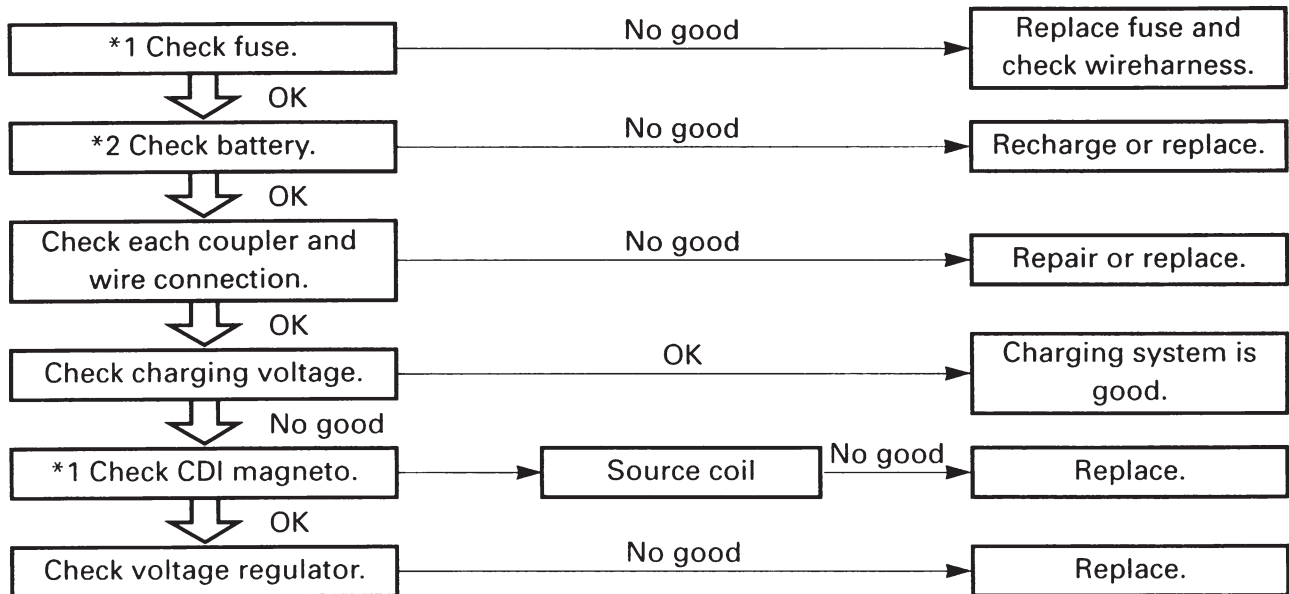 *1 Check fuse.
No good
Replace fuse and
check wireharness.
OK
*2 Check battery.
No good
Recharge or replace.
OK
Check each coupler and
wire connection.
No good
Repair or replace.
OK
Check charging voltage.
OK
Charging system is
good.
No good
*1 Check CDI magneto.
Source coil
No good
Replace.
OK
Check voltage regulator.
No good
Replace.